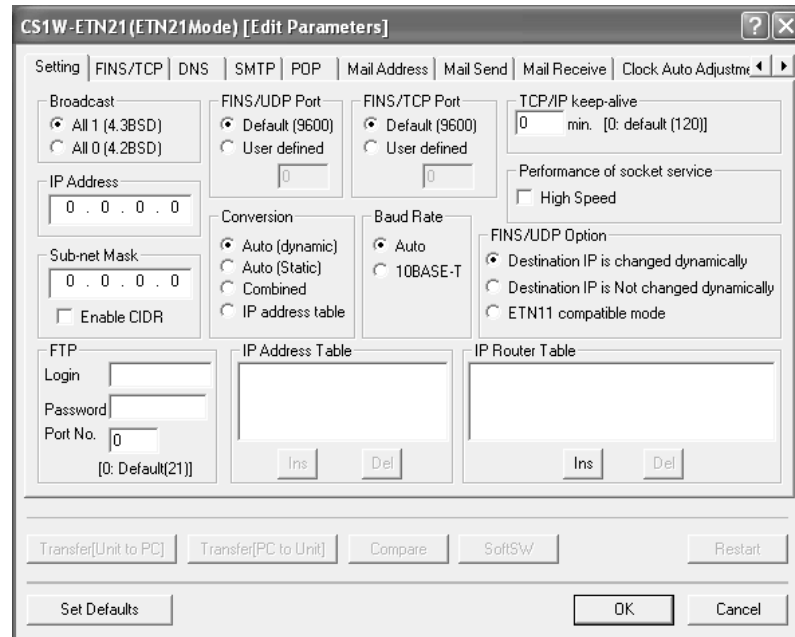 CS1W-ETN21(ETN21Mode) [Edit Parameters]
Setting FINS/TCP DNS SMTP POP Mail Address Mail Send Mail Receive Clock Auto Adjustme
Broadcast
All 1 (4.3BSD)
All 0 (4.2BSD)
FINS/UDP Port
Default (9600)
User defined
0
FINS/TCP Port
Default (9600)
User defined
0
TCP/IP keep-alive
0 min. [0: default (120)]
Performance of socket service
High Speed
IP Address
0 . 0 . 0 . 0
Sub-net Mask
0 . 0 . 0 . 0
Enable CIDR
Conversion
Auto (dynamic)
Auto (Static)
Combined
IP address table
Baud Rate
Auto
10BASE-T
FINS/UDP Option
Destination IP is changed dynamically
Destination IP is Not changed dynamically
ETN11 compatible mode
FTP
Login
Password
Port No. 0
[0: Default(21)]
IP Address Table
Ins Del
IP Router Table
Ins Del
Transfer[Unit to PC] Transfer[PC to Unit] Compare SoftSW Restart
Set Defaults OK Cancel